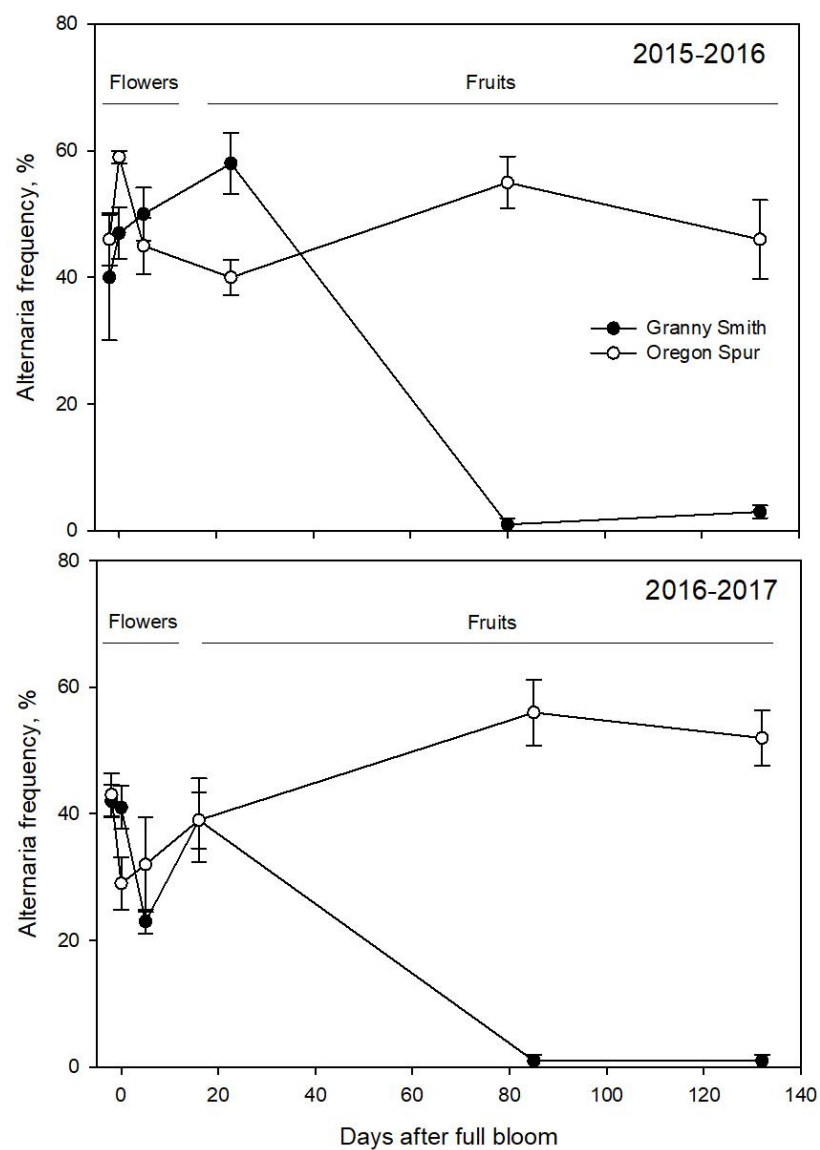 80
2015-2016
Flowers
Fruits
60
40
Granny Smith
Oregon Spur
20
0
Alternaria frequency, %
80
2016-2017
Flowers
Fruits
60
40
20
0
Alternaria frequency, %
0 20 40 60 80 100 120 140
Days after full bloom